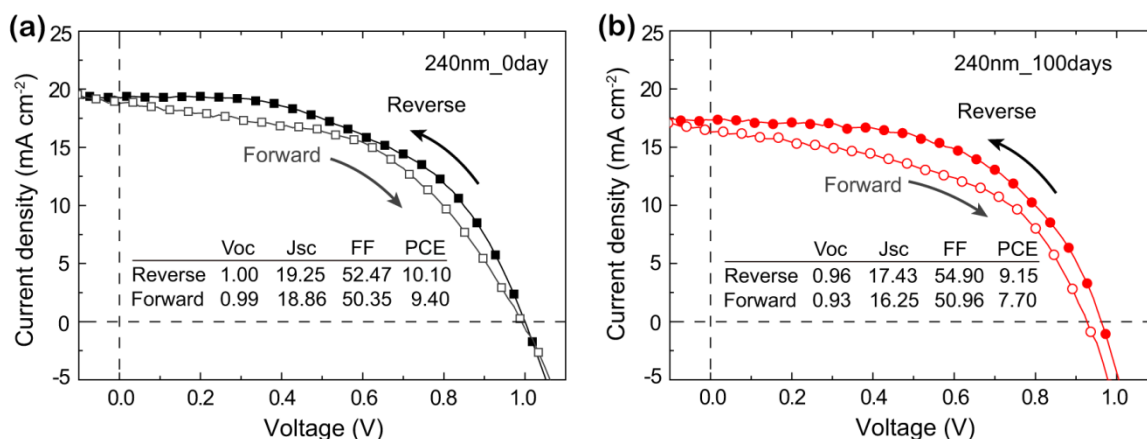 (a)
240nm_0day
Reverse
Forward
Voc Jsc FF PCE
Reverse 1.00 19.25 52.47 10.10
Forward 0.99 18.86 50.35 9.40
25
20
15
10
5
0
-5
0.0 0.2 0.4 0.6 0.8 1.0
Current density (mA cm-2)
Voltage (V)
(b)
240nm_100days
Reverse
Forward
Voc Jsc FF PCE
Reverse 0.96 17.43 54.90 9.15
Forward 0.93 16.25 50.96 7.70
25
20
15
10
5
0
-5
0.0 0.2 0.4 0.6 0.8 1.0
Current density (mA cm-2)
Voltage (V)